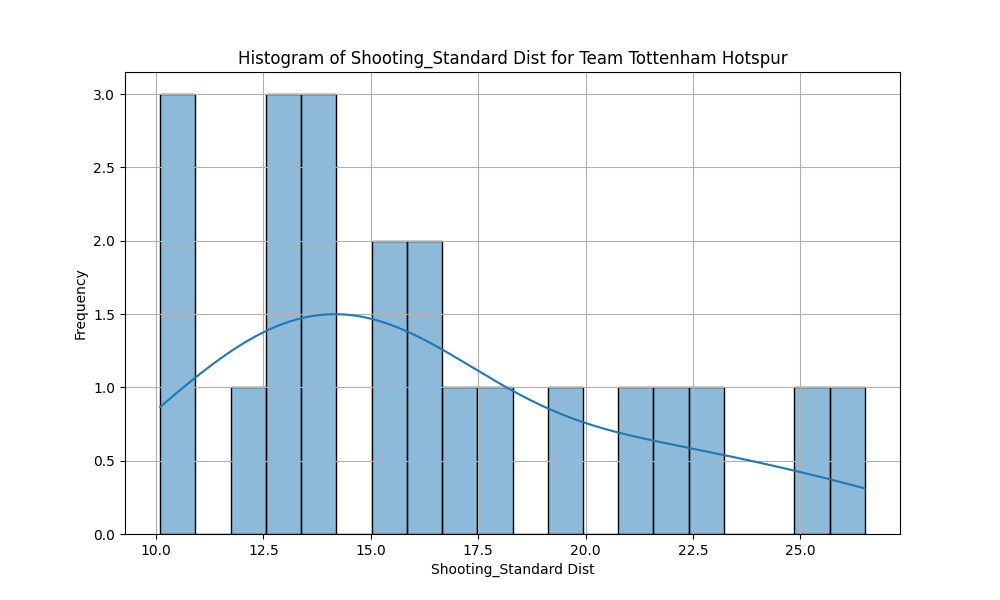 Histogram of Shooting_Standard Dist for Team Tottenham Hotspur
3.0
2.5
2.0
1.5
1.0
0.5
0.0
Frequency
10.0 12.5 15.0 17.5 20.0 22.5 25.0
Shooting_Standard Dist